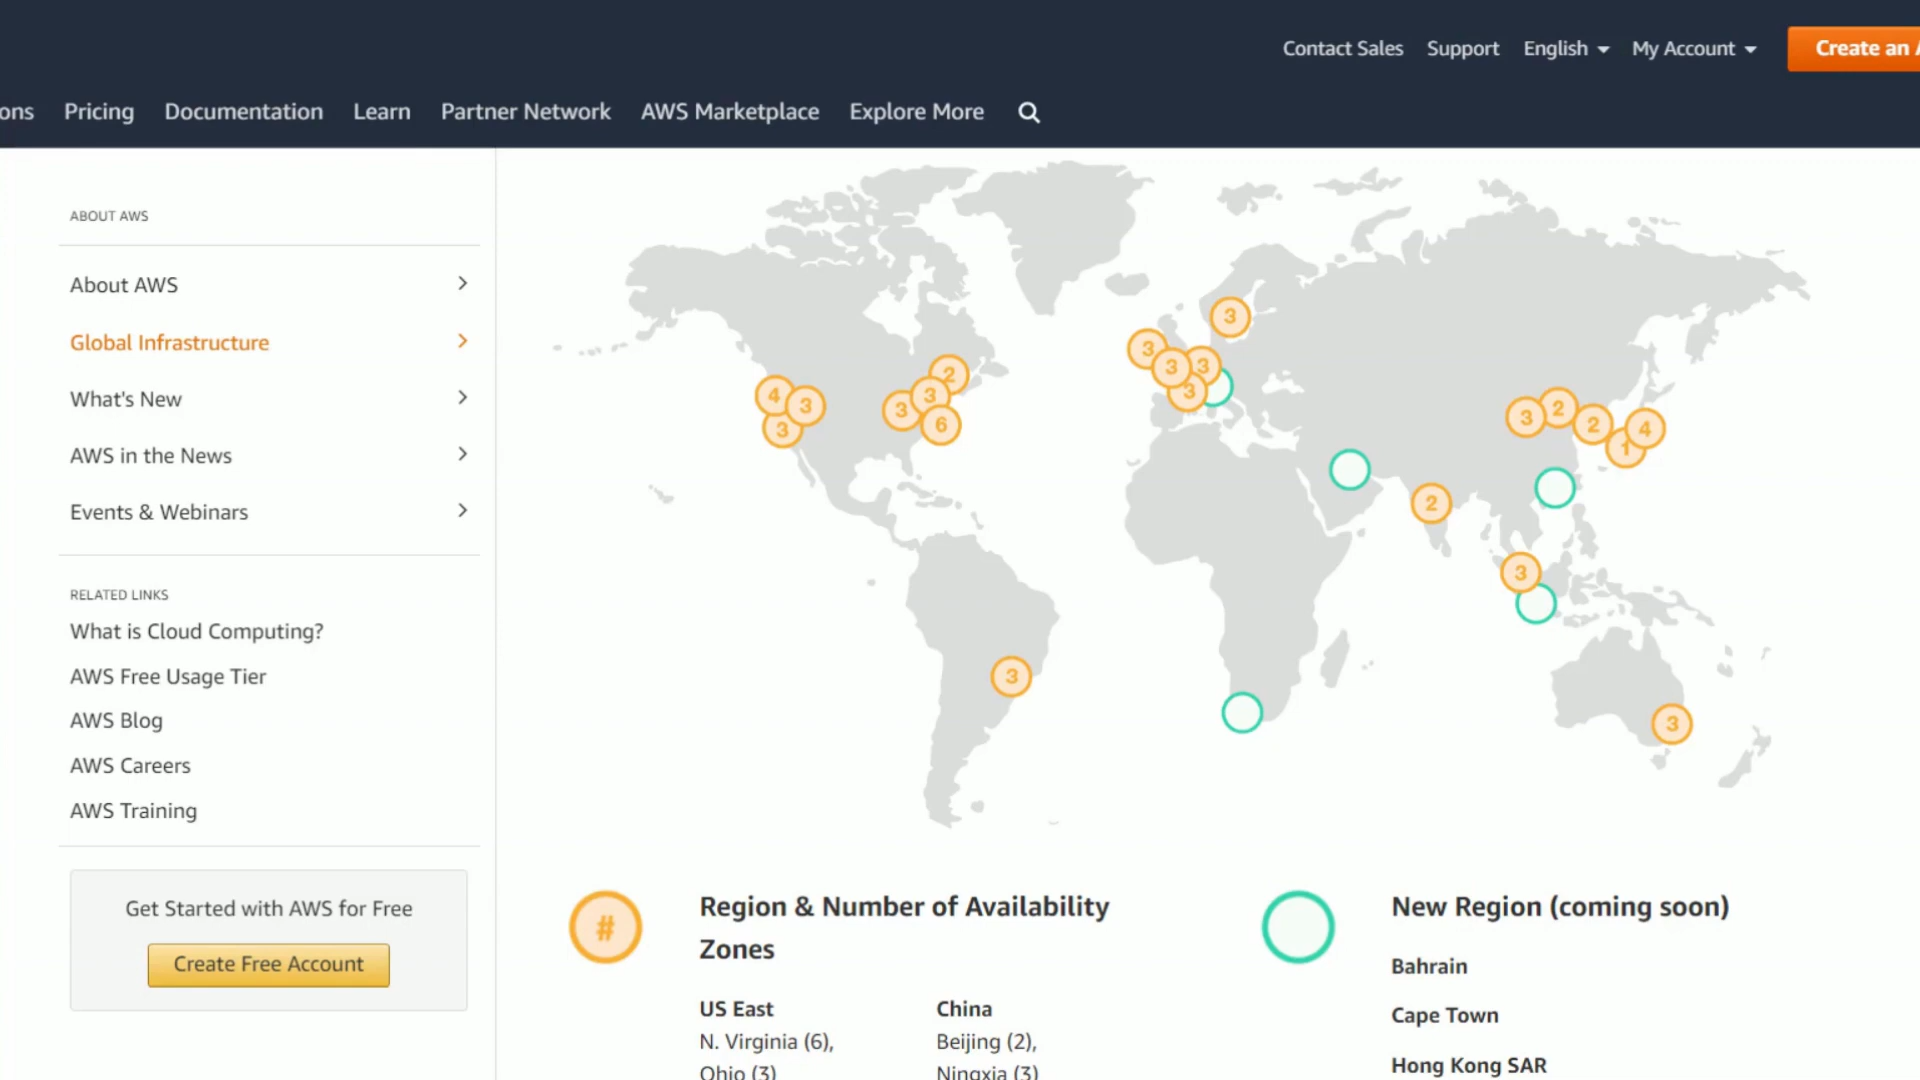 Contact Sales Support English My Account Create an A
ons Pricing Documentation Learn Partner Network AWS Marketplace Explore More
ABOUT AWS
About AWS
Global Infrastructure
What's New
AWS in the News
Events & Webinars
RELATED LINKS
What is Cloud Computing?
AWS Free Usage Tier
AWS Blog
AWS Careers
AWS Training
Get Started with AWS for Free
Create Free Account
3
3
3
3
3
2
3
3
6
4
3
3
3
2
2
4
1
2
3
3
3
#
Region & Number of Availability
Zones
US East
N. Virginia (6),
Ohio (3)
China
Beijing (2),
Ningxia (3)
New Region (coming soon)
Bahrain
Cape Town
Hong Kong SAR